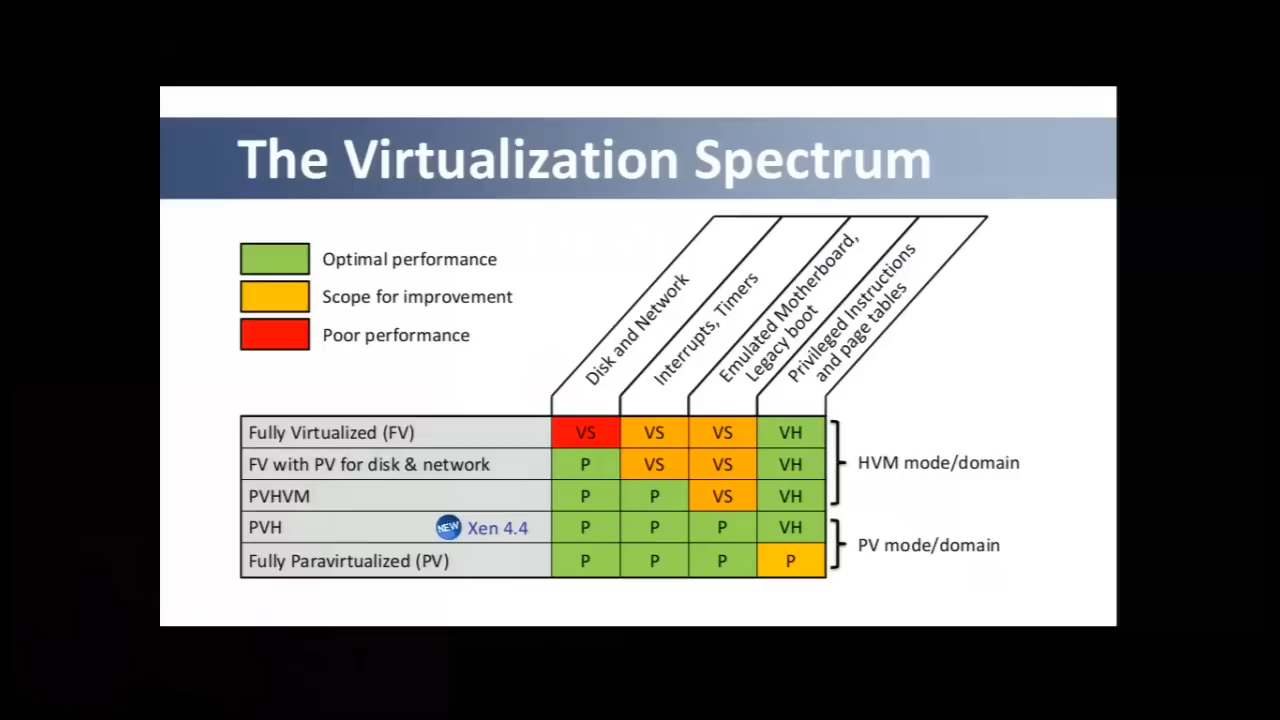 The Virtualization Spectrum
Optimal performance
Scope for improvement
Poor performance
Disk and Network
Interrupts, Timers
Emulated Motherboard,
Legacy boot
Privileged Instructions
and page tables
Fully Virtualized (FV) VS VS VS VH
FV with PV for disk & network P VS VS VH
PVHVM P P VS VH
HVM mode/domain
PVH NEW Xen 4.4 P P P VH
Fully Paravirtualized (PV) P P P P
PV mode/domain